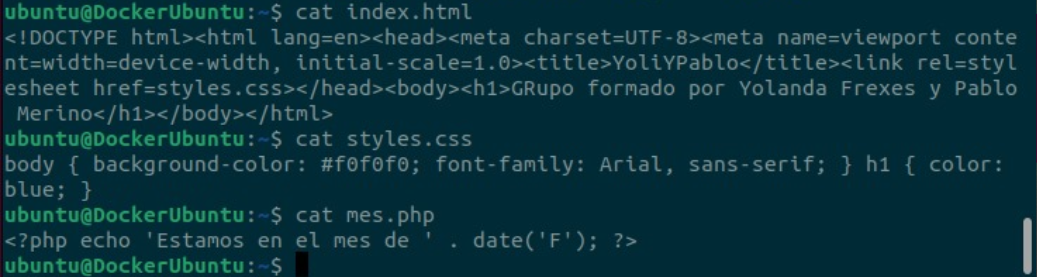 ubuntu@DockerUbuntu:~$ cat index.html
<!DOCTYPE html><html lang=en><head><meta charset=UTF-8><meta name=viewport conte
nt=width=device-width, initial-scale=1.0><title>YoliYPablo</title><link rel=styl
esheet href=styles.css></head><body><h1>GRupo formado por Yolanda Frexes y Pablo
 Merino</h1></body></html>
ubuntu@DockerUbuntu:~$ cat styles.css
body { background-color: #f0f0f0; font-family: Arial, sans-serif; } h1 { color:
blue; }
ubuntu@DockerUbuntu:~$ cat mes.php
<?php echo 'Estamos en el mes de ' . date('F'); ?>
ubuntu@DockerUbuntu:~$